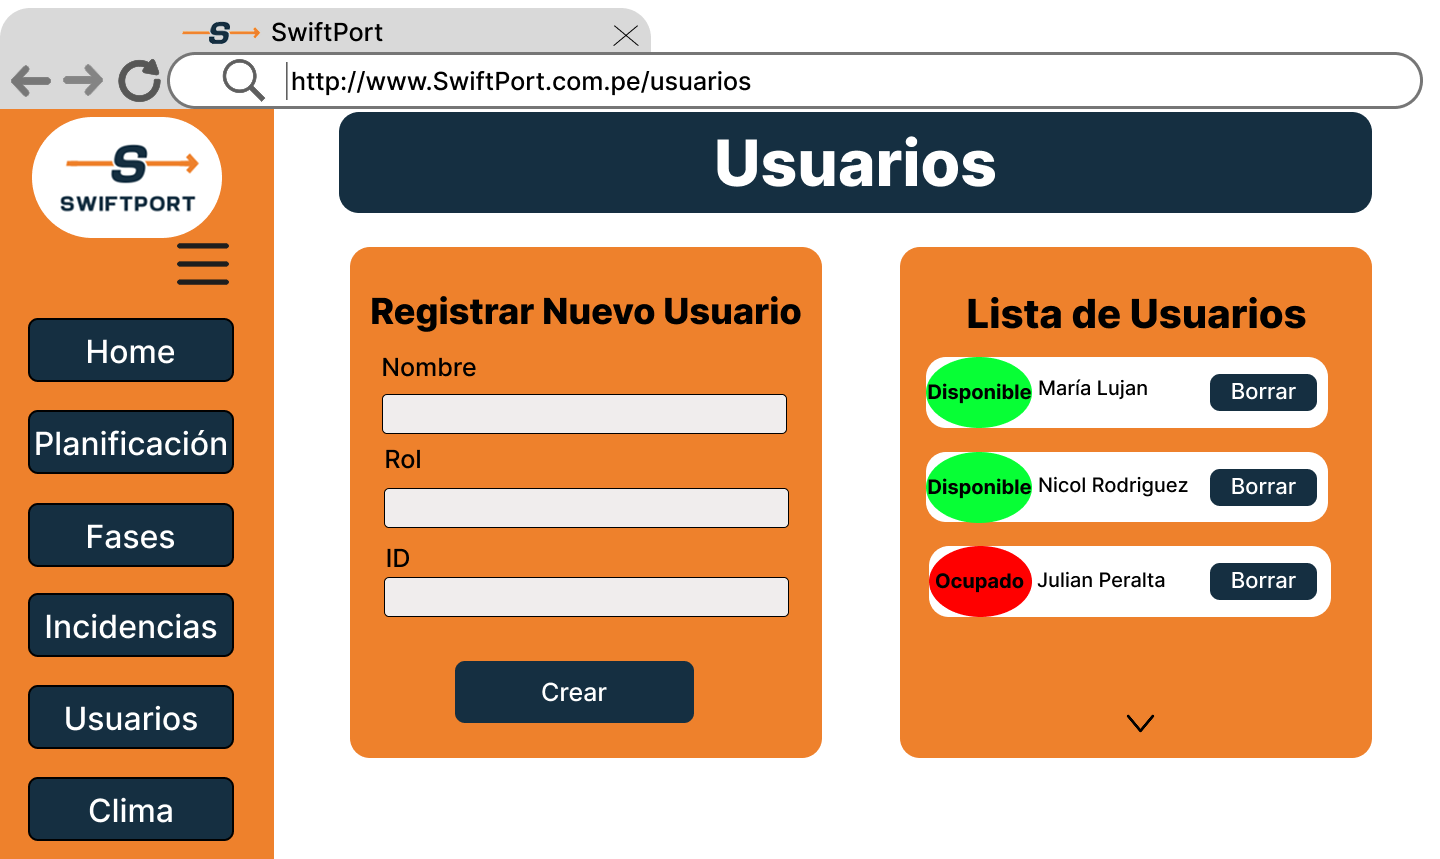 SwiftPort
http://www.SwiftPort.com.pe/usuarios
S
SWIFTPORT
Home
Planificación
Fases
Incidencias
Usuarios
Clima
Usuarios
Registrar Nuevo Usuario
Nombre
Rol
ID
Crear
Lista de Usuarios
Disponible María Lujan Borrar
Disponible Nicol Rodriguez Borrar
Ocupado Julian Peralta Borrar